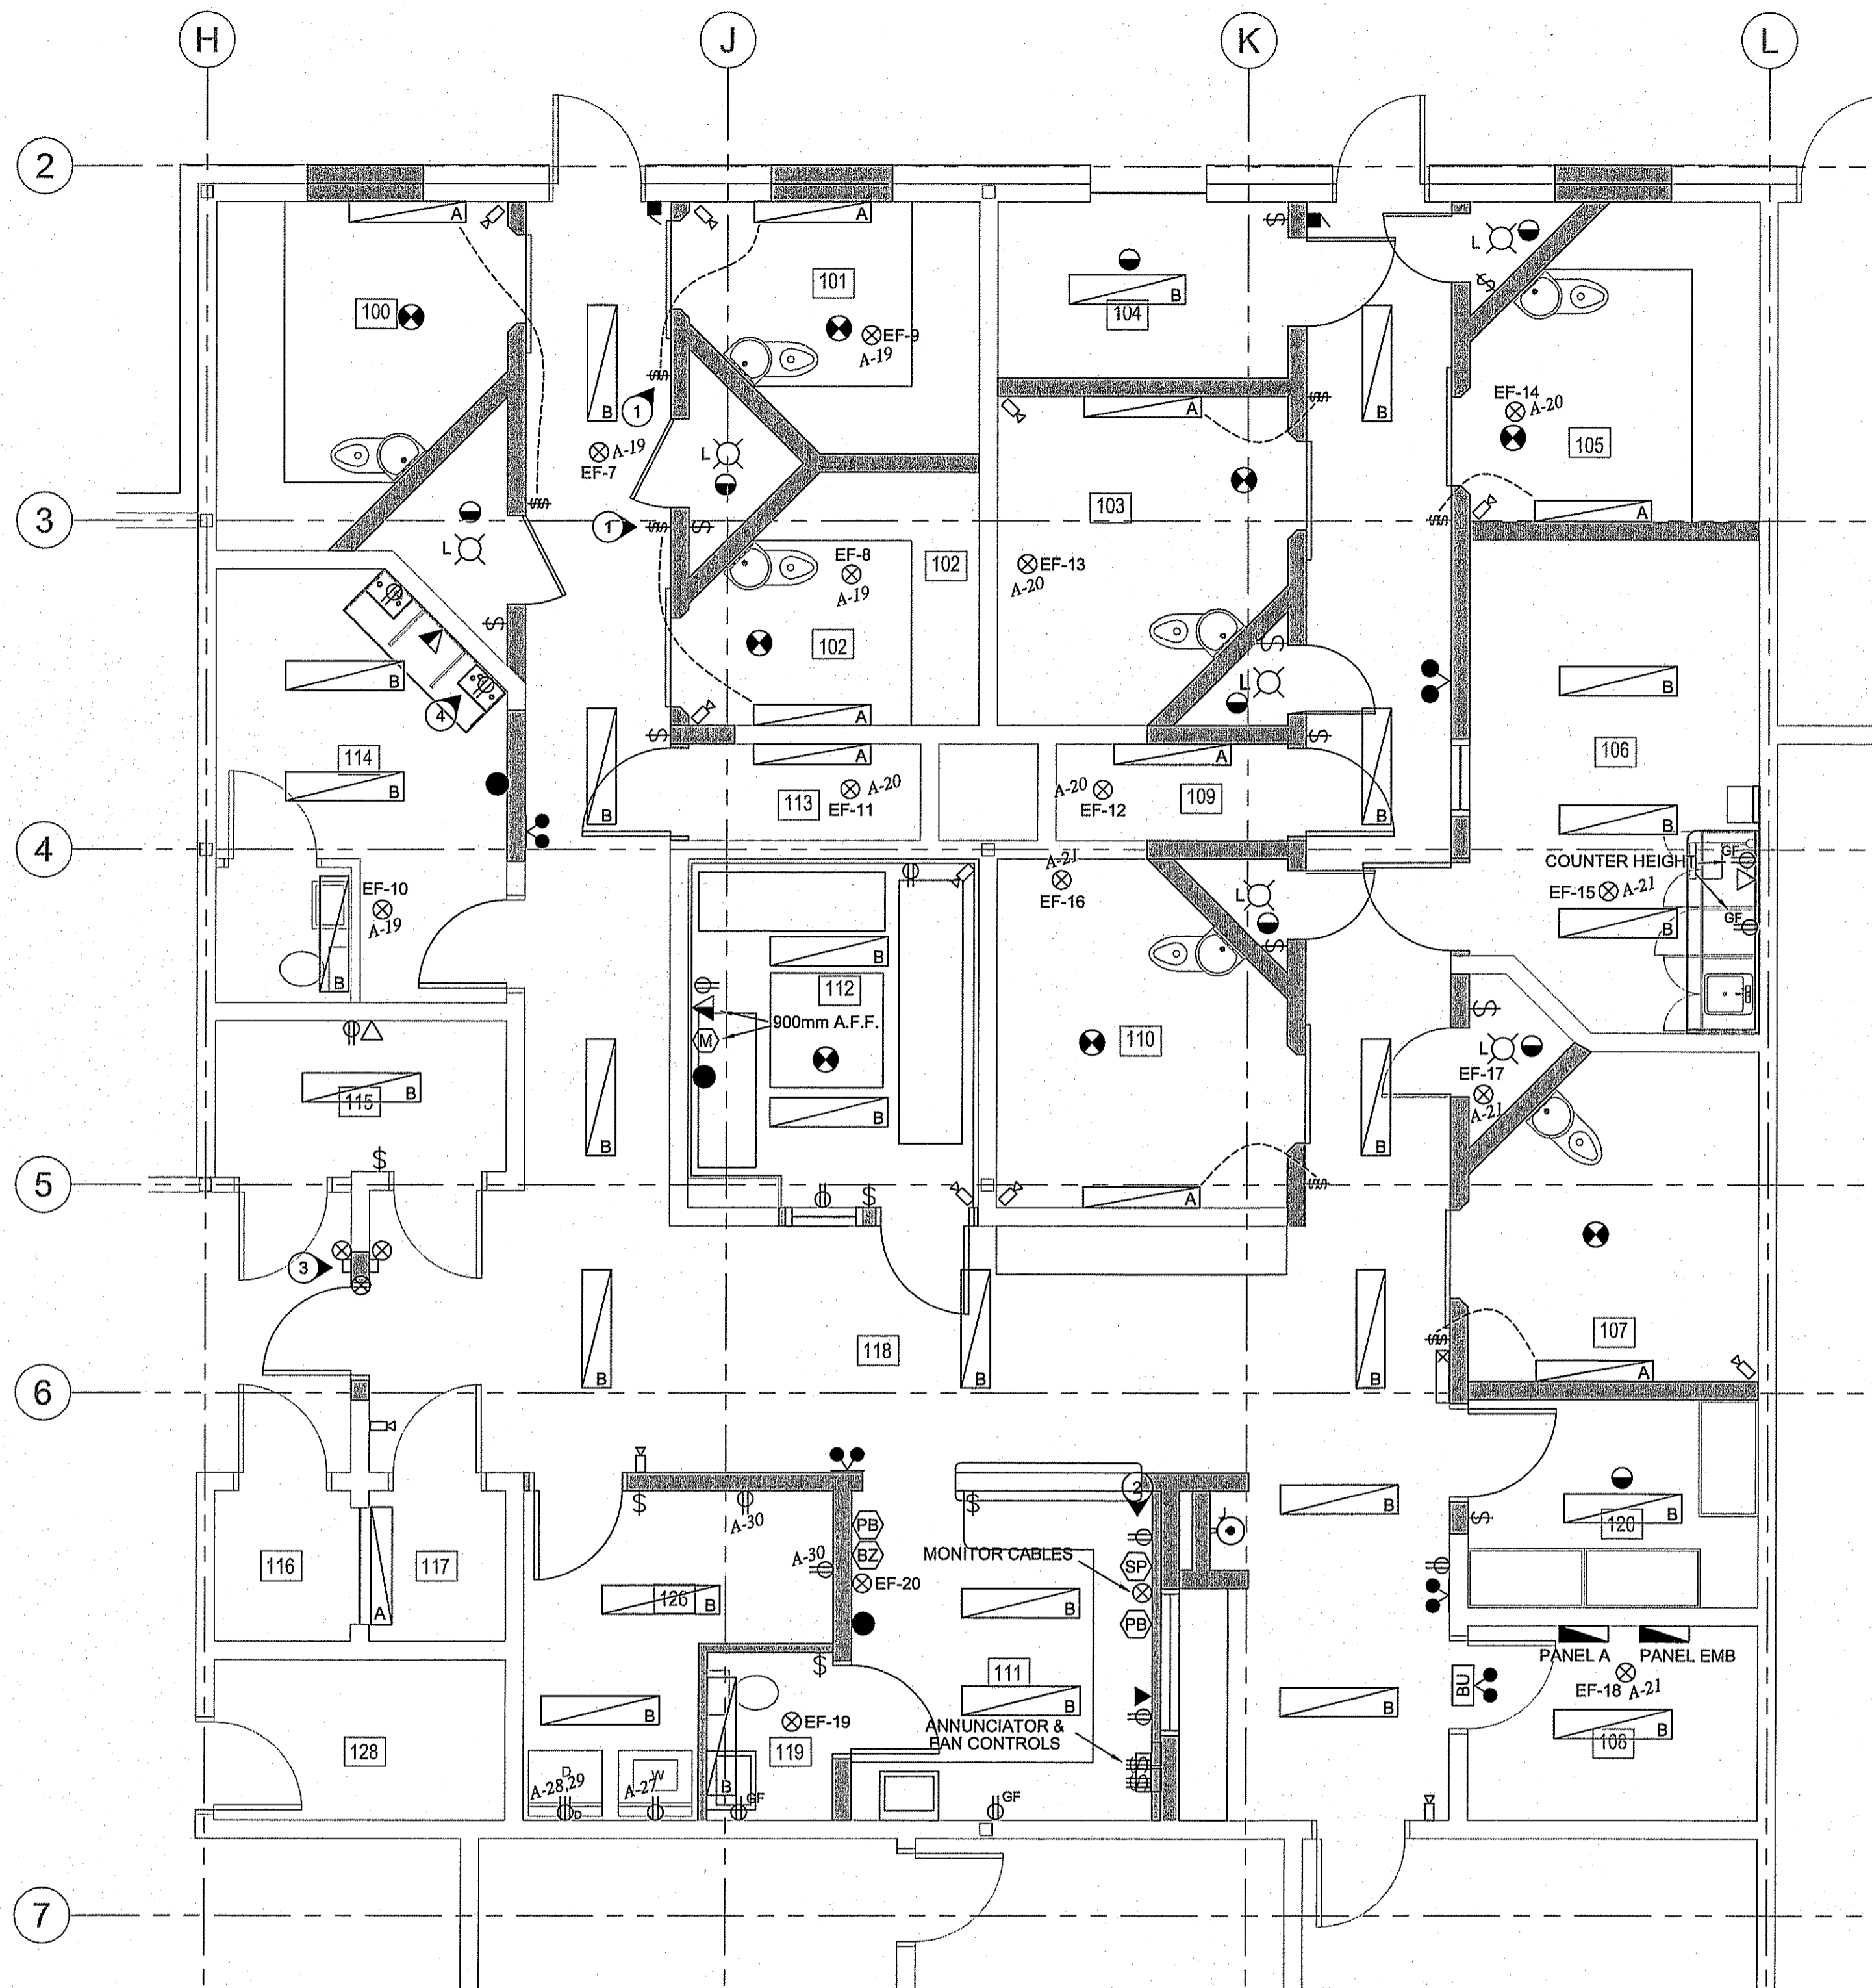 H J K L
2
A A
L
101
100
104
B
105
EF-9
A-19
B B
EF-14
A-20
A
1
A-19
EF-7
L
103
A
3
1
L
EF-8
A-19
102
EF-13
A-20
102
L
B
B
4
A
106
114
A A
B
113
EF-11
A-20
A-20
EF-12
109
B B
B
4
A-21
EF-16
COUNTER HEIGHT
GF
EF-15
A-21
L
EF-10
A-19
B
GF
B
B
112
900mm A.F.F.
M
110
L
EF-17
A-21
115
B
B
B
B
$
5
A
$
3
107
118
B B B
A
6
2
$
$
B
A-30
PB
A-30
BZ
MONITOR CABLES
SP
EF-20
PB
120
B
116
117
A
126
B
B
PANEL A
PANEL EMB
$
111
B
BU
EF-18
A-21
B
EF-19
ANNUNCIATOR &
FAN CONTROLS
B
B
108
128
119
D
A-28,29
W
A-27
B
GF
D
GF
7